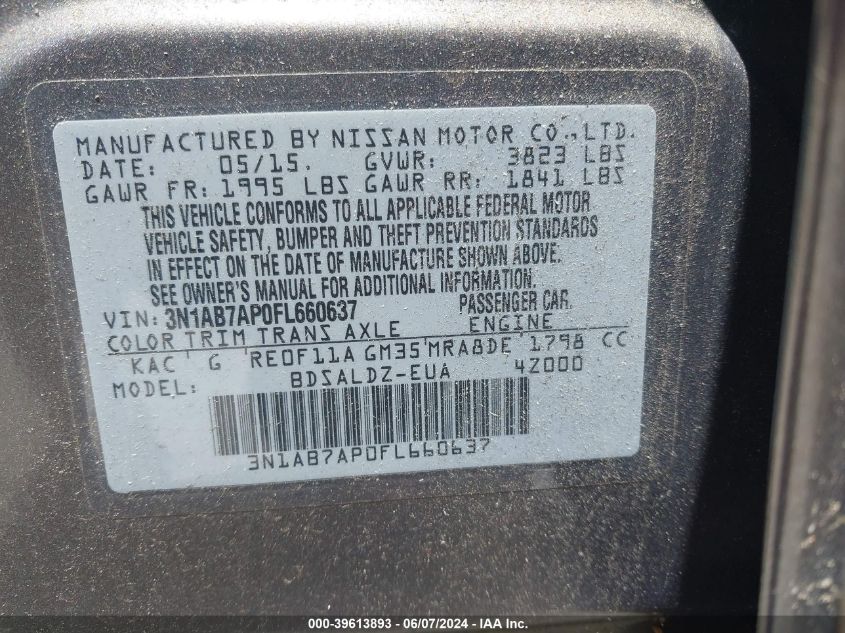 MANUFACTURED BY NISSAN MOTOR CO.,LTD.
DATE: 05/15. GVWR: 3823 LBS
GAWR FR: 1995 LBS GAWR RR: 1841 LBS
THIS VEHICLE CONFORMS TO ALL APPLICABLE FEDERAL MOTOR
VEHICLE SAFETY, BUMPER AND THEFT PREVENTION STANDARDS
IN EFFECT ON THE DATE OF MANUFACTURE SHOWN ABOVE.
SEE OWNER'S MANUAL FOR ADDITIONAL INFORMATION.
VIN: 3N1AB7AP0FL660637 PASSENGER CAR.
COLOR TRIM TRANS AXLE ENGINE
KAC G RE0F11A GM35 MRA8DE 1798 CC
MODEL: BDSALDZ-EUA 42000
3N1AB7AP0FL660637
000-39613893 - 06/07/2024 - IAA Inc.